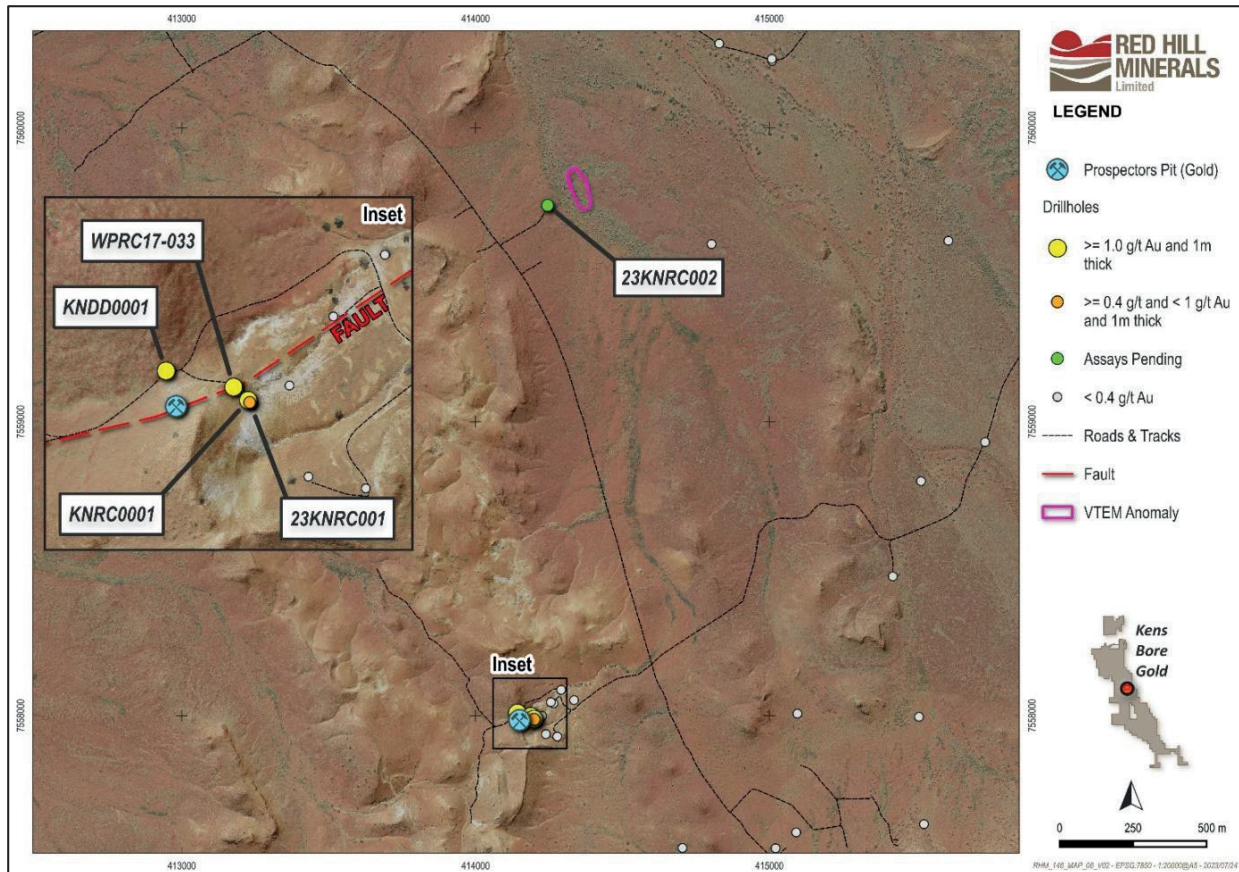 413000
414000
415000
RED HILL
MINERALS
Limited
LEGEND
7560000
7560000
Prospectors Pit (Gold)
Drillholes
Inset
WPRC17-033
>= 1.0 g/t Au and 1m
thick
KNDD0001
23KNRC002
>= 0.4 g/t and < 1 g/t Au
and 1m thick
FAULT
Assays Pending
< 0.4 g/t Au
7559000
7559000
Roads & Tracks
Fault
KNRC0001
23KNRC001
VTEM Anomaly
Kens
Bore
Gold
Inset
7558000
7558000
0 250 500 m
413000
414000
415000
RHM_146_MAP_06_V02 - EPSG:7850 - 1:20000@A5 - 2023/07/24